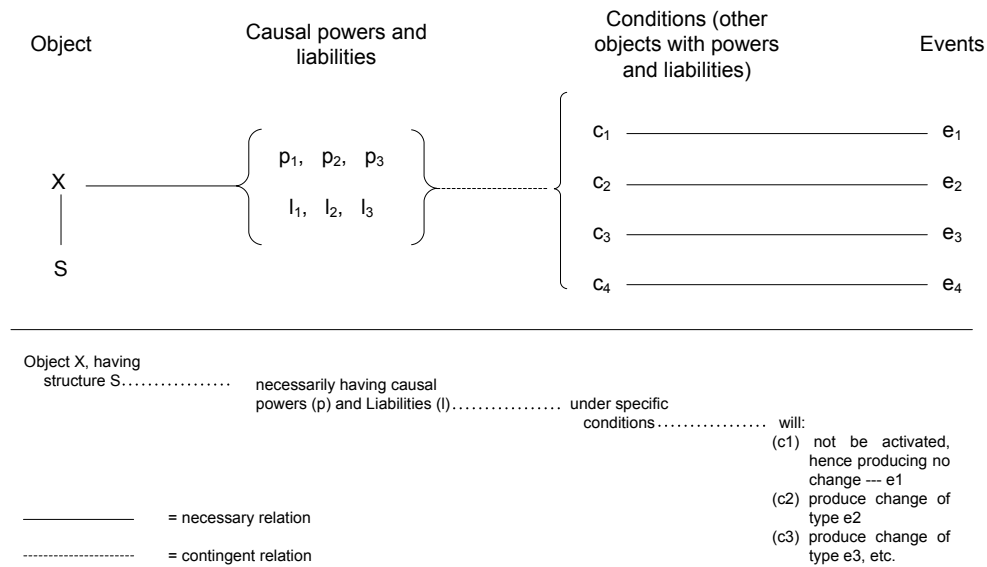 Object
Causal powers and
liabilities
Conditions (other
objects with powers
and liabilities)
Events
X
S
p₁, p₂, p₃
l₁, l₂, l₃
c₁
e₁
c₂
e₂
c₃
e₃
c₄
e₄
Object X, having
structure S.................
necessarily having causal
powers (p) and Liabilities (l)................
under specific
conditions.................
will:
(c1) not be activated,
hence producing no
change --- e1
(c2) produce change of
type e2
(c3) produce change of
type e3, etc.
= necessary relation
= contingent relation